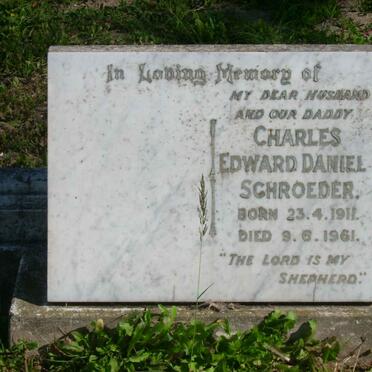 In Loving Memory of
MY DEAR HUSBAND
AND OUR DADDY
CHARLES
EDWARD DANIEL
SCHROEDER.
BORN 23.4.1911.
DIED 9.6.1961.
"THE LORD IS MY
SHEPHERD."